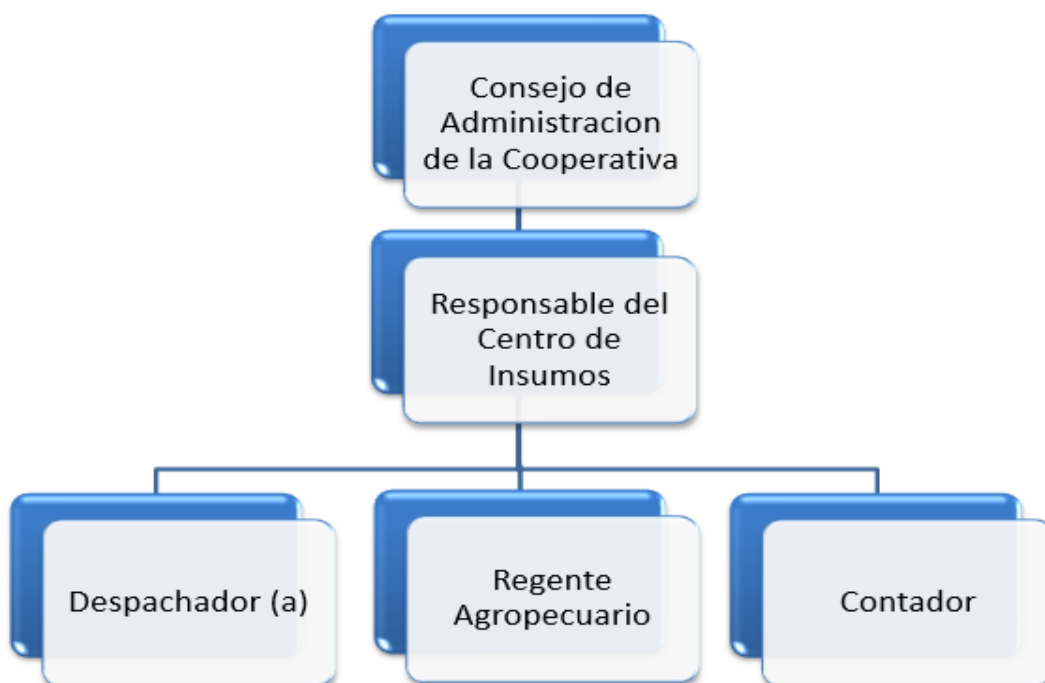 Consejo de
Administracion
de la Cooperativa
Responsable del
Centro de
Insumos
Despachador (a)
Regente
Agropecuario
Contador